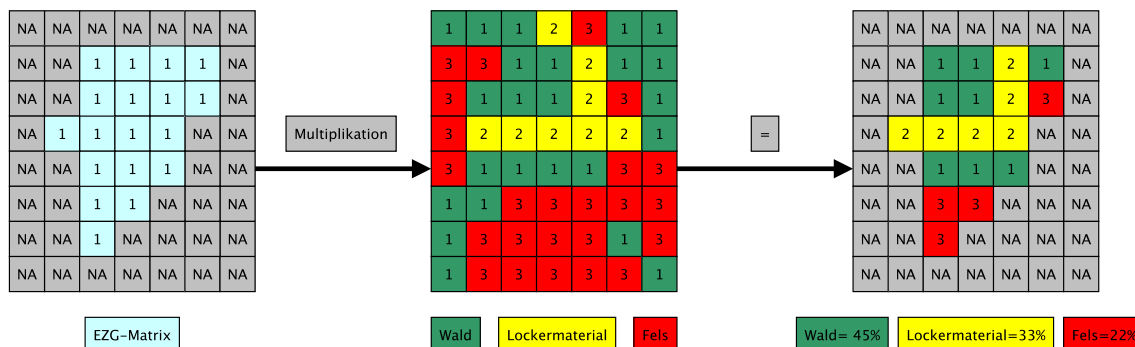 NA NA NA NA NA NA NA 1 1 1 2 3 1 1 NA NA NA NA NA NA NA
NA NA 1 1 1 1 NA 3 3 1 1 2 1 1 NA NA 1 1 2 1 NA
NA NA 1 1 1 1 NA 3 1 1 1 2 3 1 NA NA 1 1 2 3 NA
NA 1 1 1 1 NA NA Multiplikation 3 2 2 2 2 2 1 = NA 2 2 2 2 NA NA
NA NA 1 1 1 NA NA 3 1 1 1 1 3 3 NA NA 1 1 1 NA NA
NA NA 1 1 NA NA NA 1 1 3 3 3 3 3 NA NA 3 3 NA NA NA
NA NA 1 NA NA NA NA 1 3 3 3 3 1 3 NA NA 3 NA NA NA NA
NA NA NA NA NA NA NA 1 3 3 3 3 3 1 NA NA NA NA NA NA NA
EZG-Matrix Wald Lockermaterial Fels Wald= 45% Lockermaterial=33% Fels=22%